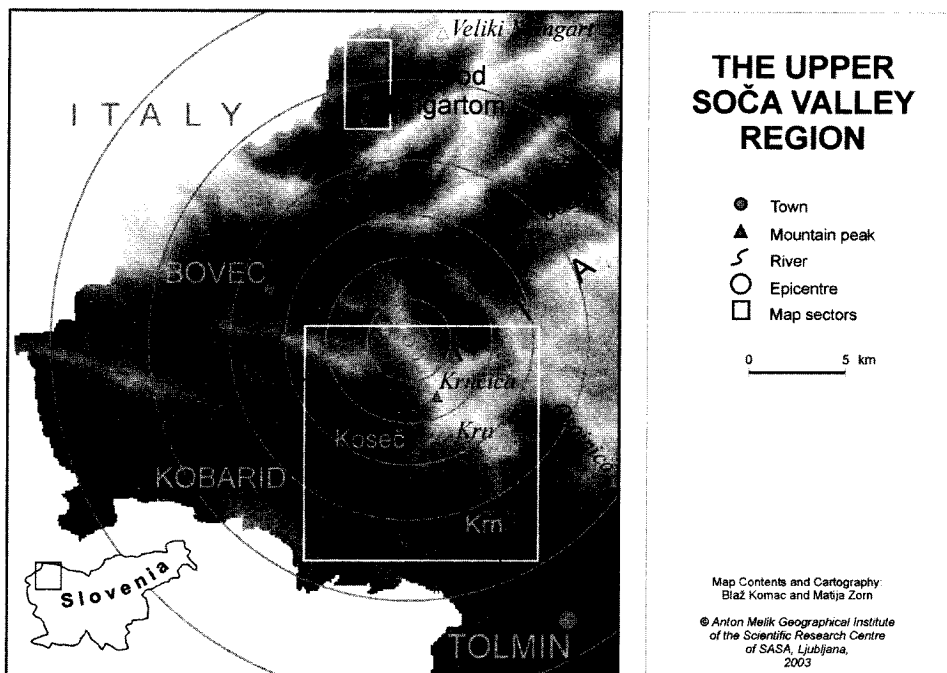 Veliki
ITALY
od
gartom
BOVEC
A
Krnčica
Koseč
Krn
KOBARID
Krn
Slovenia
TOLMIN
THE UPPER
SOČA VALLEY
REGION
Town
Mountain peak
River
Epicentre
Map sectors
0 5 km
Map Contents and Cartography:
Blaž Komac and Matija Zorn
© Anton Melik Geographical Institute
of the Scientific Research Centre
of SASA, Ljubljana,
2003